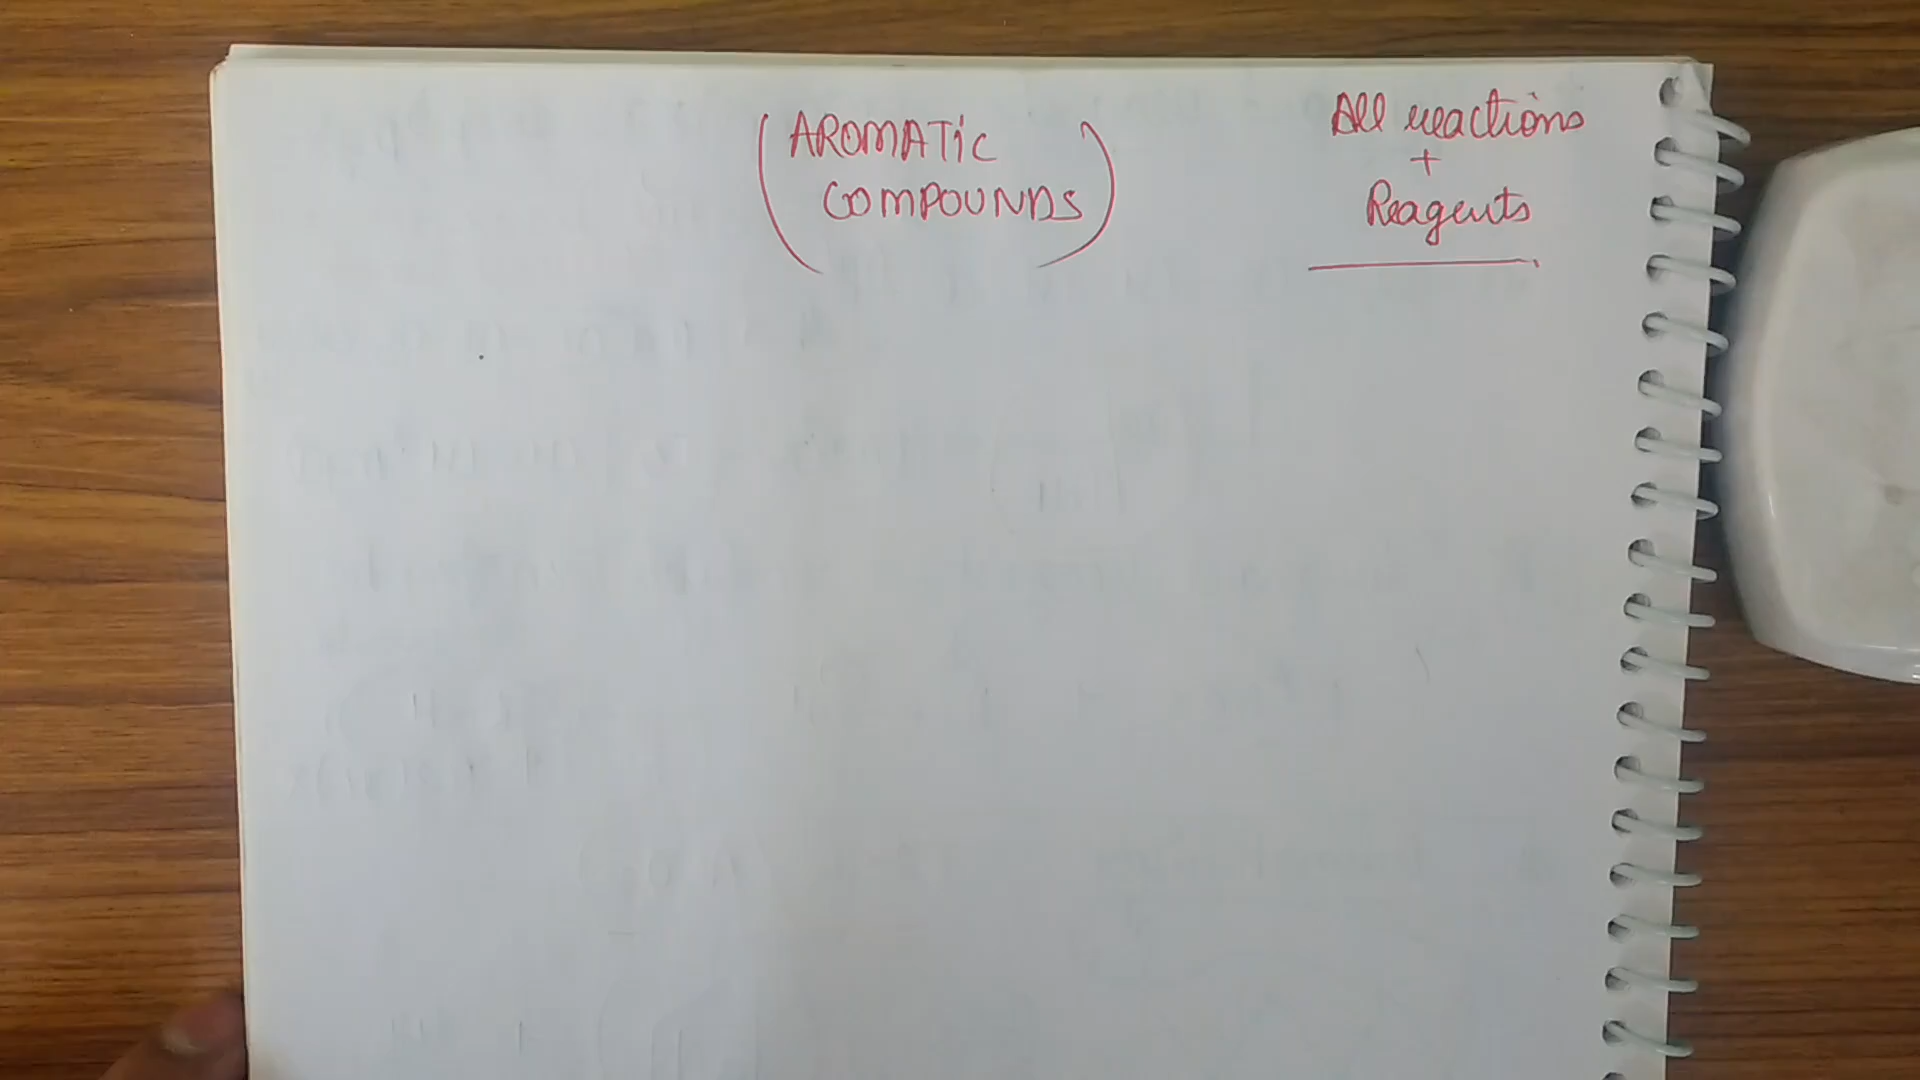 AROMATIC
COMPOUNDS
All reactions
+
Reagents